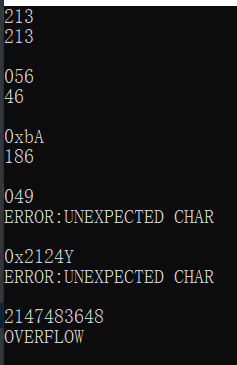 213
213
056
46
0xbA
186
049
ERROR:UNEXPECTED CHAR
0x2124Y
ERROR:UNEXPECTED CHAR
2147483648
OVERFLOW